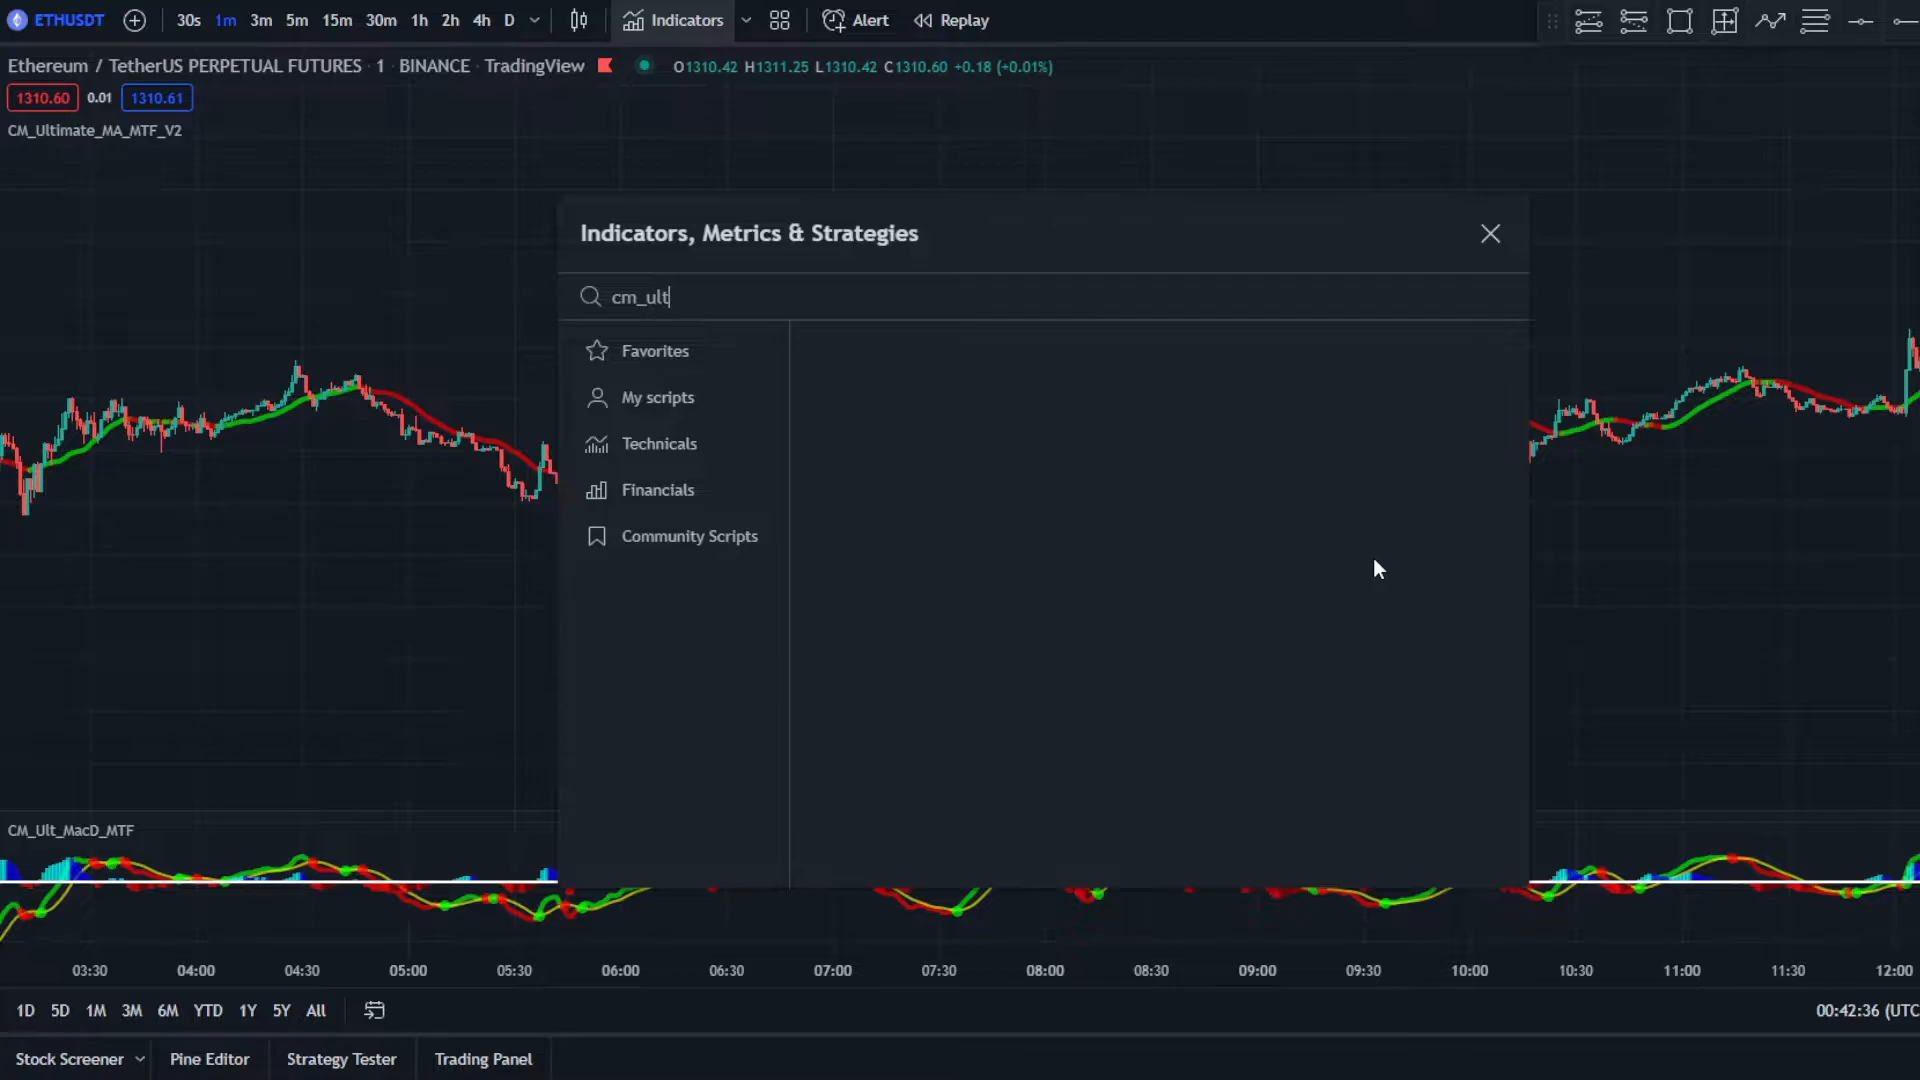 ETHUSDT 30s 1m 3m 5m 15m 30m 1h 2h 4h D Indicators Alert Replay
Ethereum / TetherUS PERPETUAL FUTURES · 1 · BINANCE · TradingView O1310.42 H1311.25 L1310.42 C1310.60 +0.18 (+0.01%)
1310.60 0.01 1310.61
CM_Ultimate_MA_MTF_V2
Indicators, Metrics & Strategies
cm_ult
Favorites
My scripts
Technicals
Financials
Community Scripts
CM_Ult_MacD_MTF
03:30 04:00 04:30 05:00 05:30 06:00 06:30 07:00 07:30 08:00 08:30 09:00 09:30 10:00 10:30 11:00 11:30 12:00
1D 5D 1M 3M 6M YTD 1Y 5Y All 00:42:36 (UTC
Stock Screener Pine Editor Strategy Tester Trading Panel